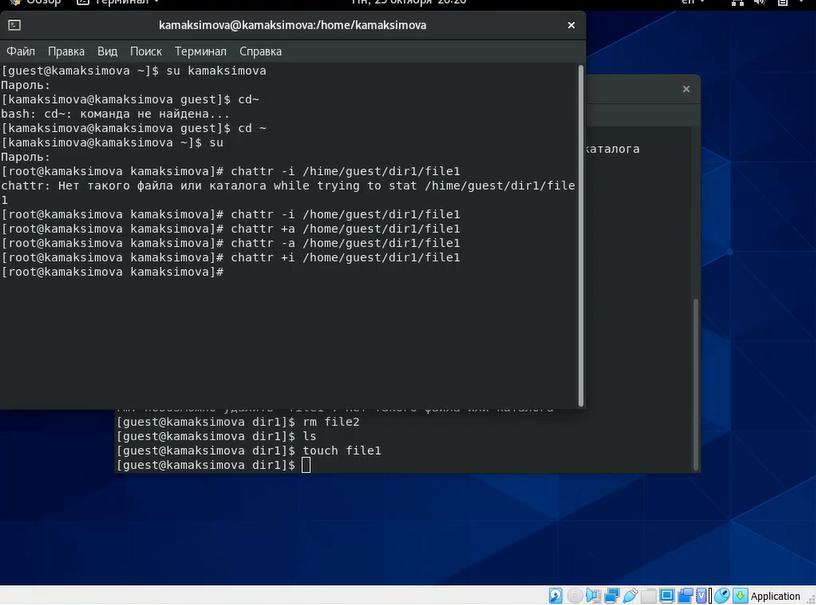 Обзор Терминал Пн, 25 октября 20:20 en
kamaksimova@kamaksimova:/home/kamaksimova
Файл Правка Вид Поиск Терминал Справка
[guest@kamaksimova ~]$ su kamaksimova
Пароль:
[kamaksimova@kamaksimova guest]$ cd~
bash: cd~: команда не найдена...
[kamaksimova@kamaksimova guest]$ cd ~
[kamaksimova@kamaksimova ~]$ su
Пароль:
[root@kamaksimova kamaksimova]# chattr -i /hime/guest/dir1/file1
chattr: Нет такого файла или каталога while trying to stat /hime/guest/dir1/file
1
[root@kamaksimova kamaksimova]# chattr -i /home/guest/dir1/file1
[root@kamaksimova kamaksimova]# chattr +a /home/guest/dir1/file1
[root@kamaksimova kamaksimova]# chattr -a /home/guest/dir1/file1
[root@kamaksimova kamaksimova]# chattr +i /home/guest/dir1/file1
[root@kamaksimova kamaksimova]#
каталога
rm: невозможно удалить 'file1': Нет такого файла или каталога
[guest@kamaksimova dir1]$ rm file2
[guest@kamaksimova dir1]$ ls
[guest@kamaksimova dir1]$ touch file1
[guest@kamaksimova dir1]$
Application